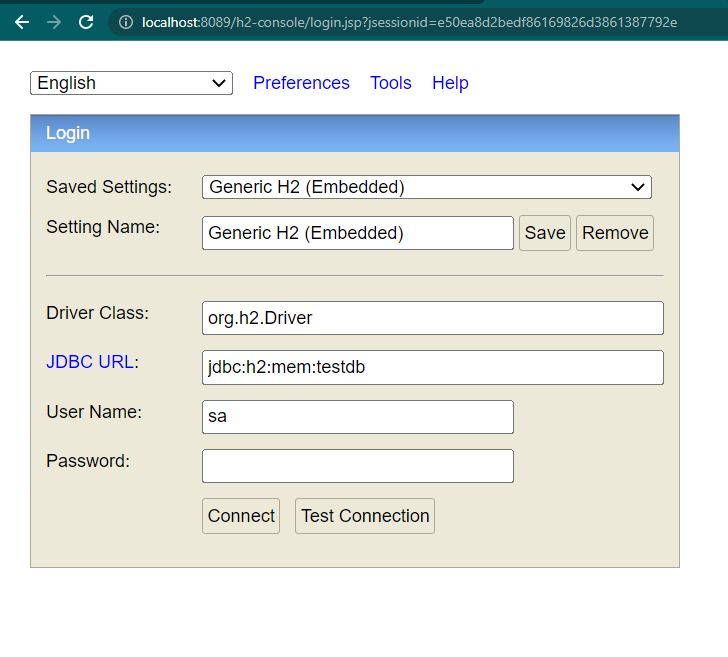 localhost:8089/h2-console/login.jsp?jsessionid=e50ea8d2bedf86169826d3861387792e
English Preferences Tools Help
Login
Saved Settings: Generic H2 (Embedded)
Setting Name: Generic H2 (Embedded) Save Remove
Driver Class: org.h2.Driver
JDBC URL: jdbc:h2:mem:testdb
User Name: sa
Password:
Connect Test Connection